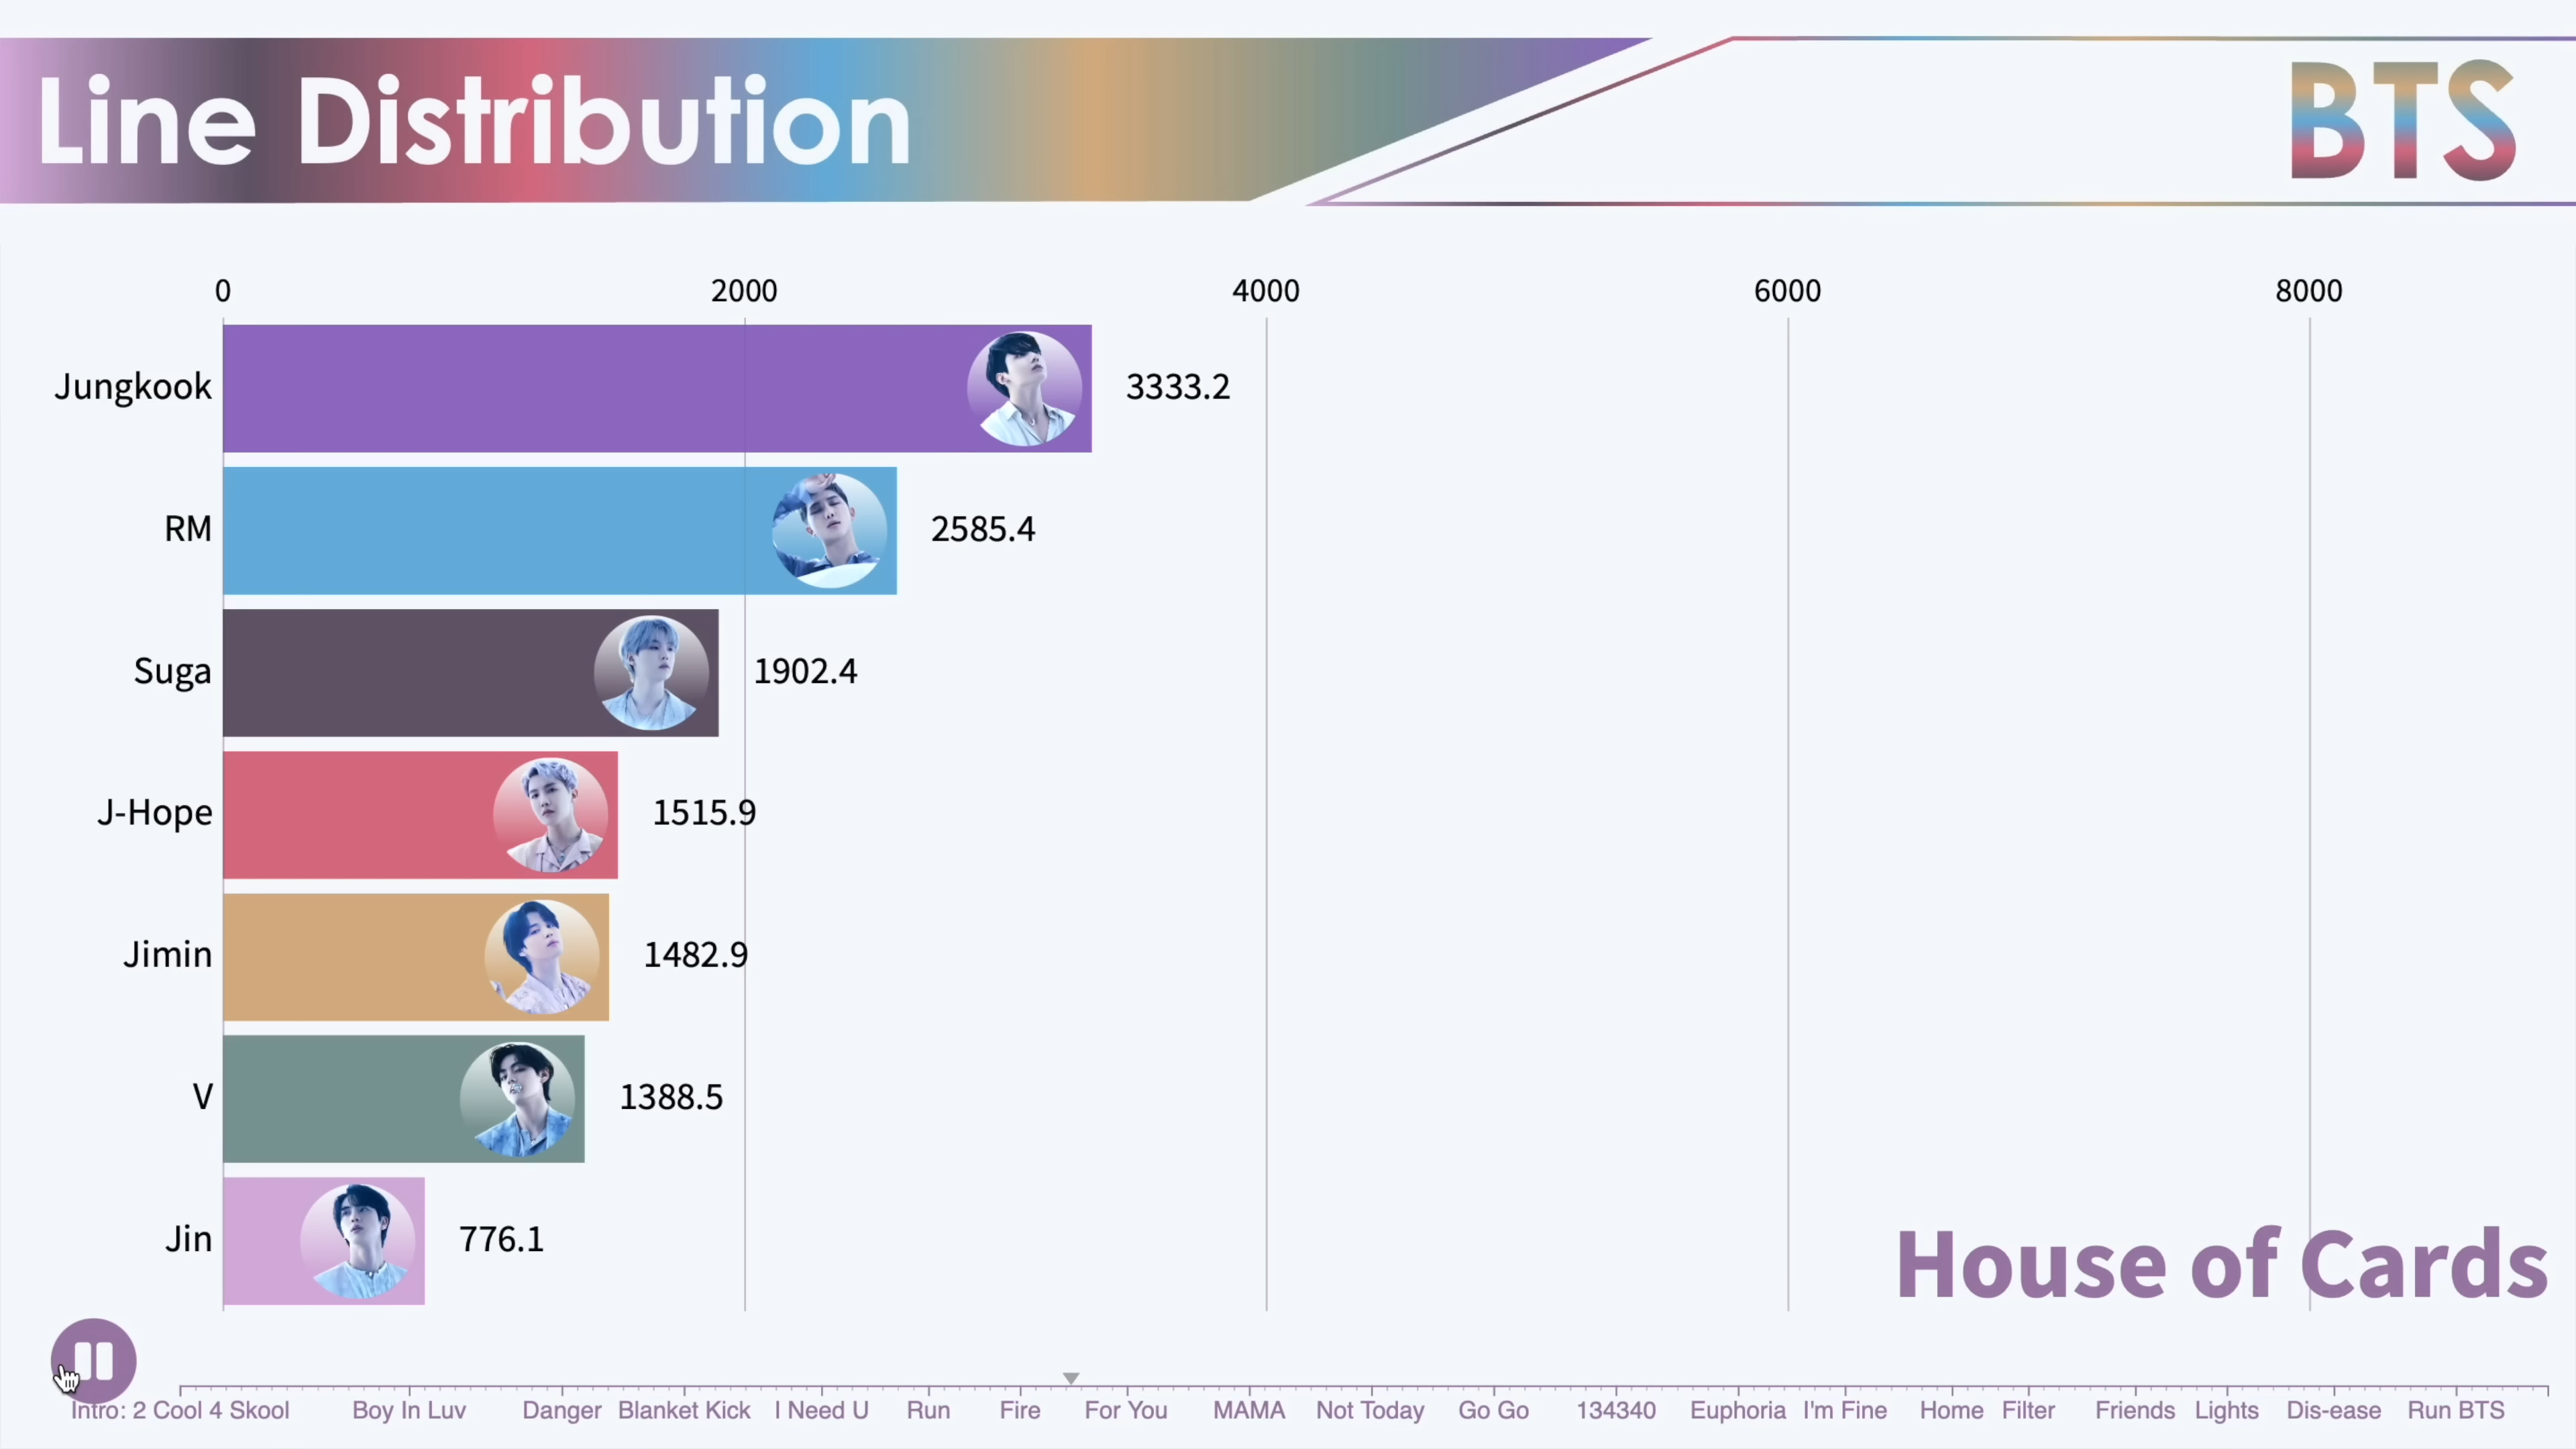 Line Distribution
BTS
0 2000 4000 6000 8000
Jungkook 3333.2
RM 2585.4
Suga 1902.4
J-Hope 1515.9
Jimin 1482.9
V 1388.5
Jin 776.1
House of Cards
Intro: 2 Cool 4 Skool Boy In Luv Danger Blanket Kick I Need U Run Fire For You MAMA Not Today Go Go 134340 Euphoria I'm Fine Home Filter Friends Lights Dis-ease Run BTS